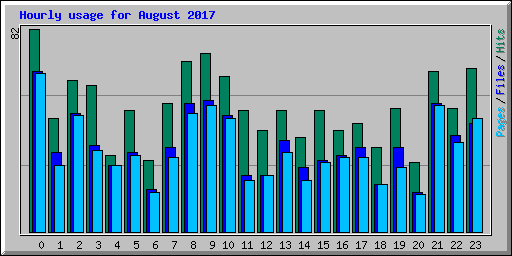 Hourly usage for August 2017
82
Pages / Files / Hits
0 1 2 3 4 5 6 7 8 9 10 11 12 13 14 15 16 17 18 19 20 21 22 23